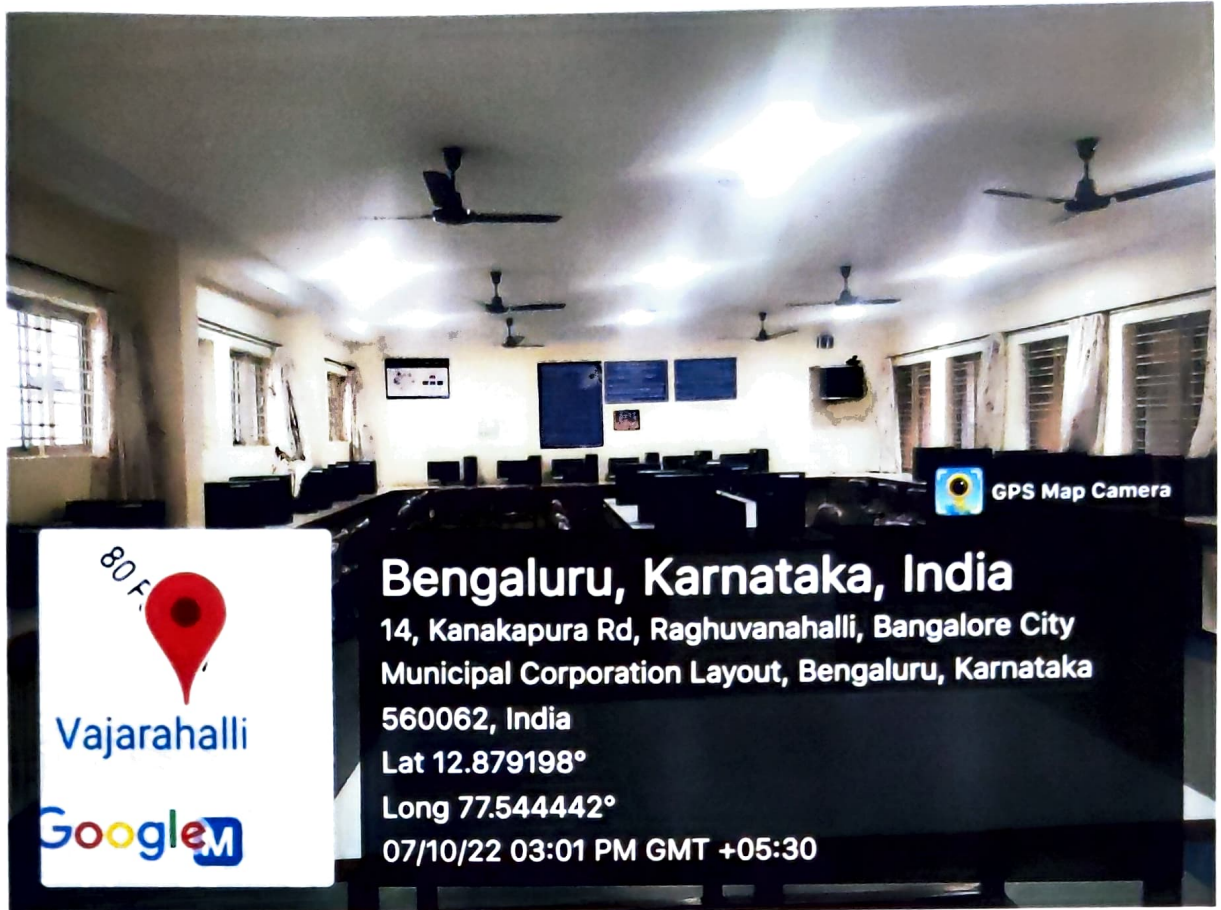 GPS Map Camera
80 F
Vajarahalli
Google
M
Bengaluru, Karnataka, India
14, Kanakapura Rd, Raghuvanahalli, Bangalore City
Municipal Corporation Layout, Bengaluru, Karnataka
560062, India
Lat 12.879198°
Long 77.544442°
07/10/22 03:01 PM GMT +05:30